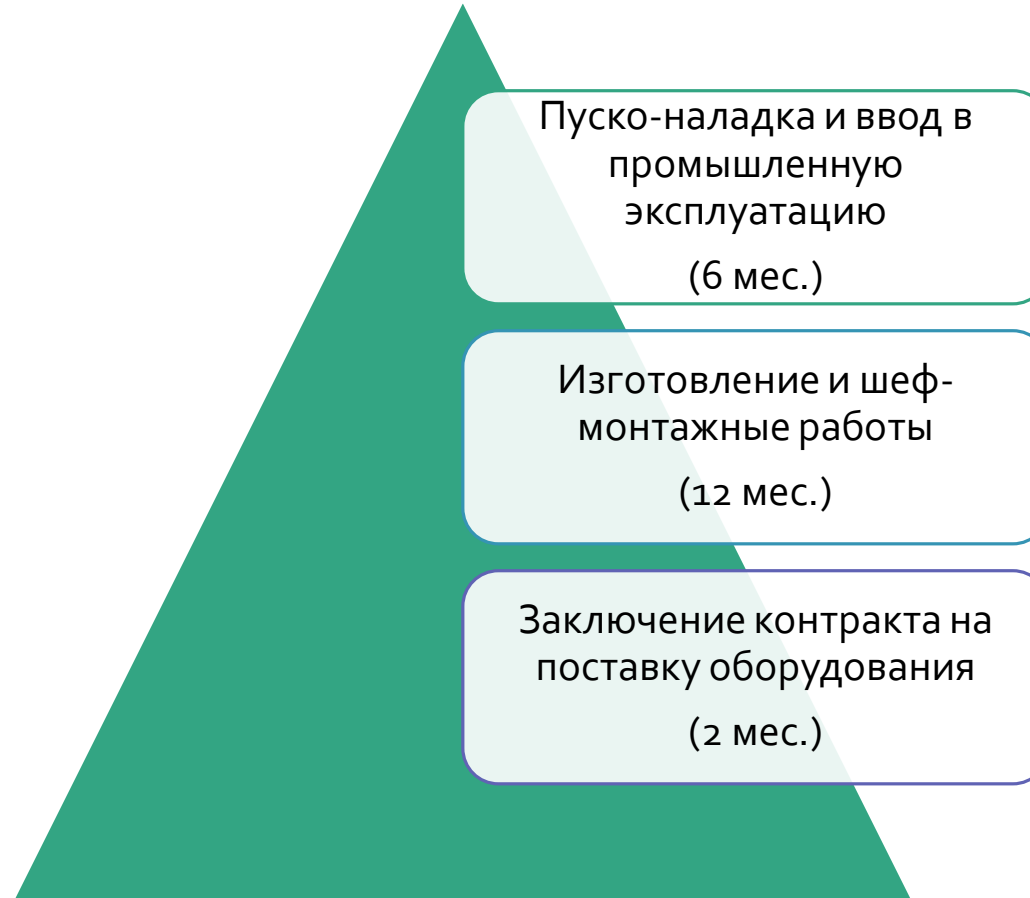 Пуско-наладка и ввод в
промышленную
эксплуатацию
(6 мес.)
Изготовление и шеф-
монтажные работы
(12 мес.)
Заключение контракта на
поставку оборудования
(2 мес.)